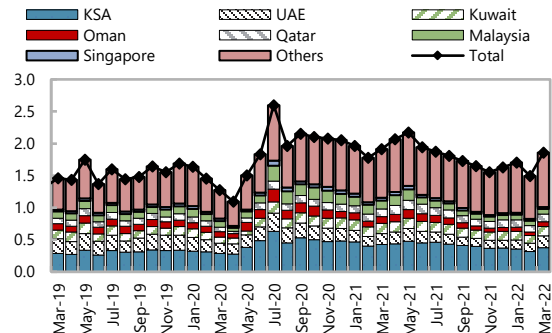 KSA UAE Kuwait
Oman Qatar Malaysia
Singapore Others Total
3.0
2.5
2.0
1.5
1.0
0.5
0.0
Mar-19 May-19 Jul-19 Sep-19 Nov-19 Jan-20 Mar-20 May-20 Jul-20 Sep-20 Nov-20 Jan-21 Mar-21 May-21 Jul-21 Sep-21 Nov-21 Jan-22 Mar-22